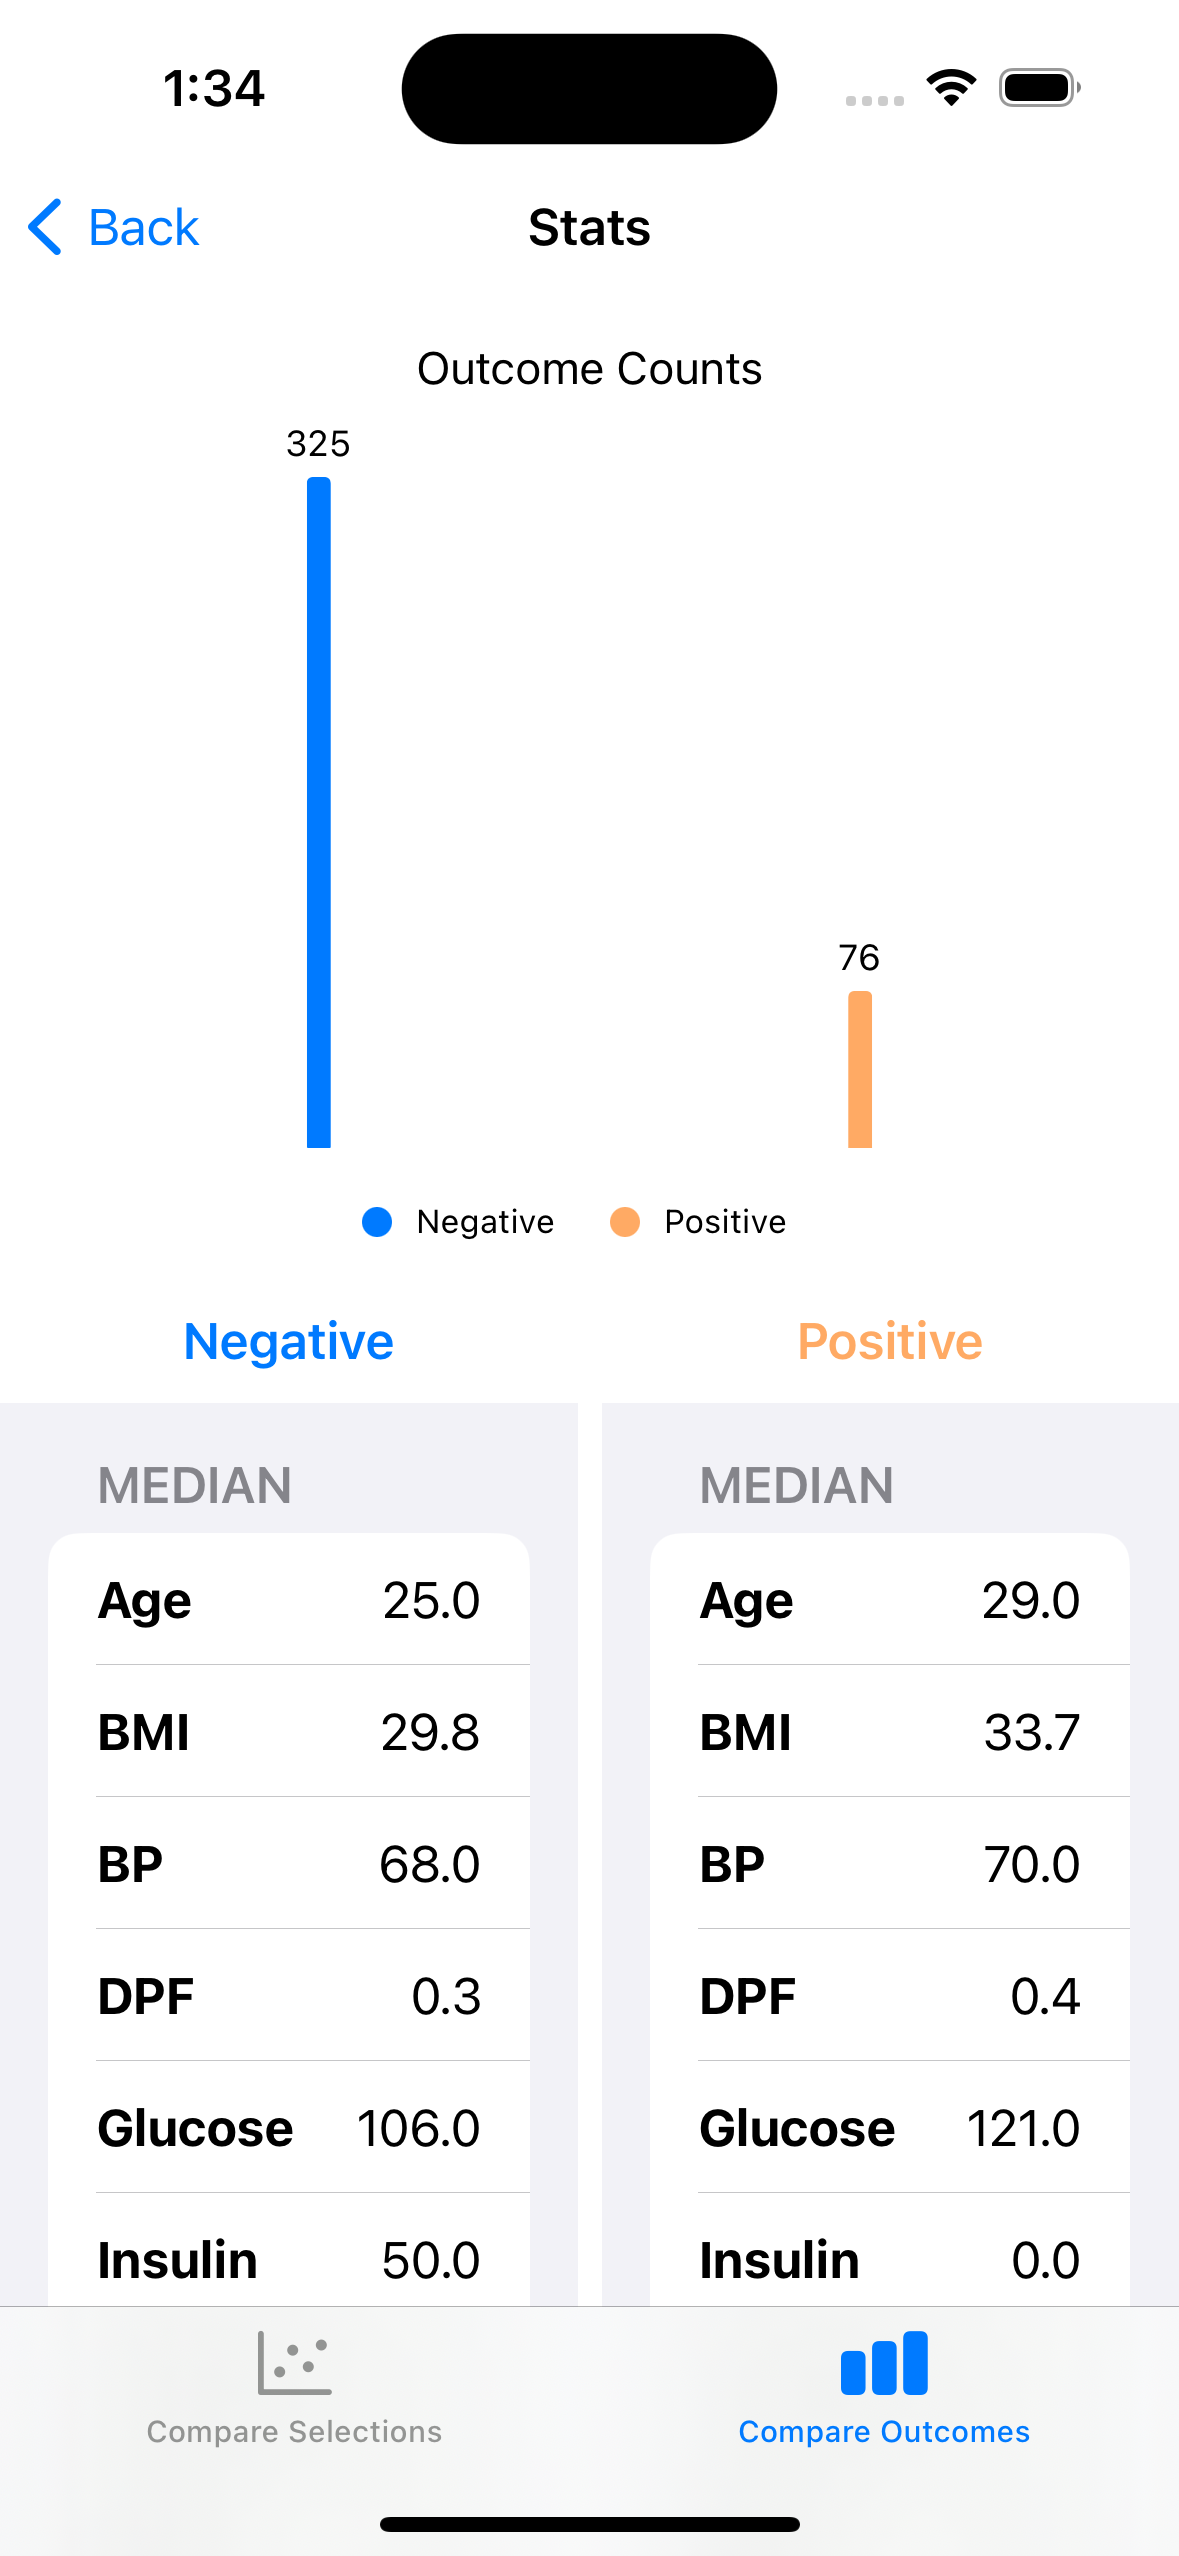 1:34
Back
Stats
Outcome Counts
325
76
Negative
Positive
Negative
Positive
MEDIAN
Age 25.0
BMI 29.8
BP 68.0
DPF 0.3
Glucose 106.0
Insulin 50.0
MEDIAN
Age 29.0
BMI 33.7
BP 70.0
DPF 0.4
Glucose 121.0
Insulin 0.0
Compare Selections
Compare Outcomes